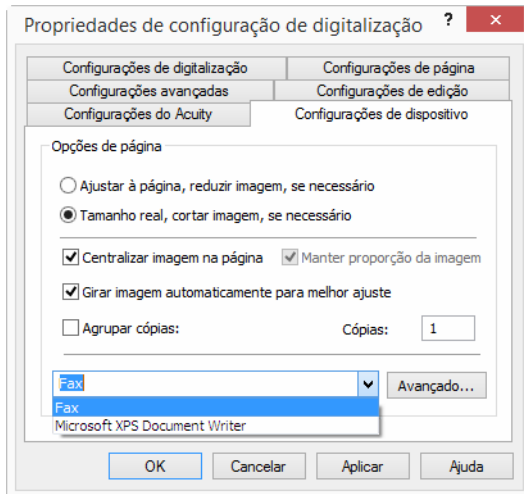 Propriedades de configuração de digitalização ? ×
Configurações de digitalização Configurações de página
Configurações avançadas Configurações de edição
Configurações do Acuity Configurações de dispositivo
Opções de página
Ajustar à página, reduzir imagem, se necessário
Tamanho real, cortar imagem, se necessário
Centralizar imagem na página Manter proporção da imagem
Girar imagem automaticamente para melhor ajuste
Agrupar cópias: Cópias: 1
Fax Avançado...
Fax
Microsoft XPS Document Writer
OK Cancelar Aplicar Ajuda